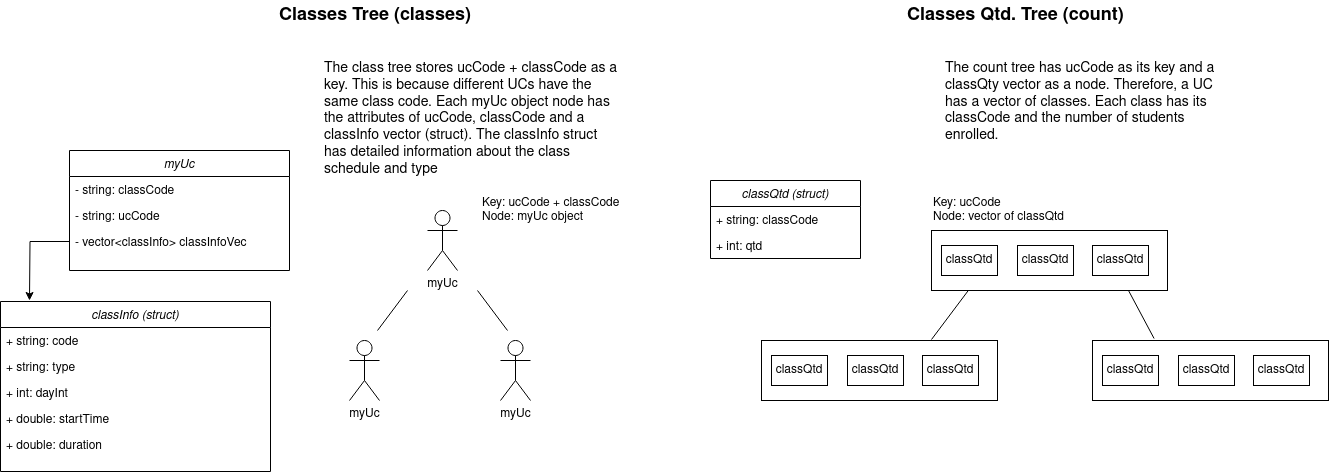 Classes Tree (classes)
The class tree stores ucCode + classCode as a
key. This is because different UCs have the
same class code. Each myUc object node has
the attributes of ucCode, classCode and a
classInfo vector (struct). The classInfo struct
has detailed information about the class
schedule and type
myUc
- string: classCode
- string: ucCode
- vector<classInfo> classInfoVec
classInfo (struct)
+ string: code
+ string: type
+ int: dayInt
+ double: startTime
+ double: duration
Key: ucCode + classCode
Node: myUc object
myUc
myUc
myUc
Classes Qtd. Tree (count)
The count tree has ucCode as its key and a
classQty vector as a node. Therefore, a UC
has a vector of classes. Each class has its
classCode and the number of students
enrolled.
classQtd (struct)
+ string: classCode
+ int: qtd
Key: ucCode
Node: vector of classQtd
classQtd classQtd classQtd
classQtd classQtd classQtd
classQtd classQtd classQtd